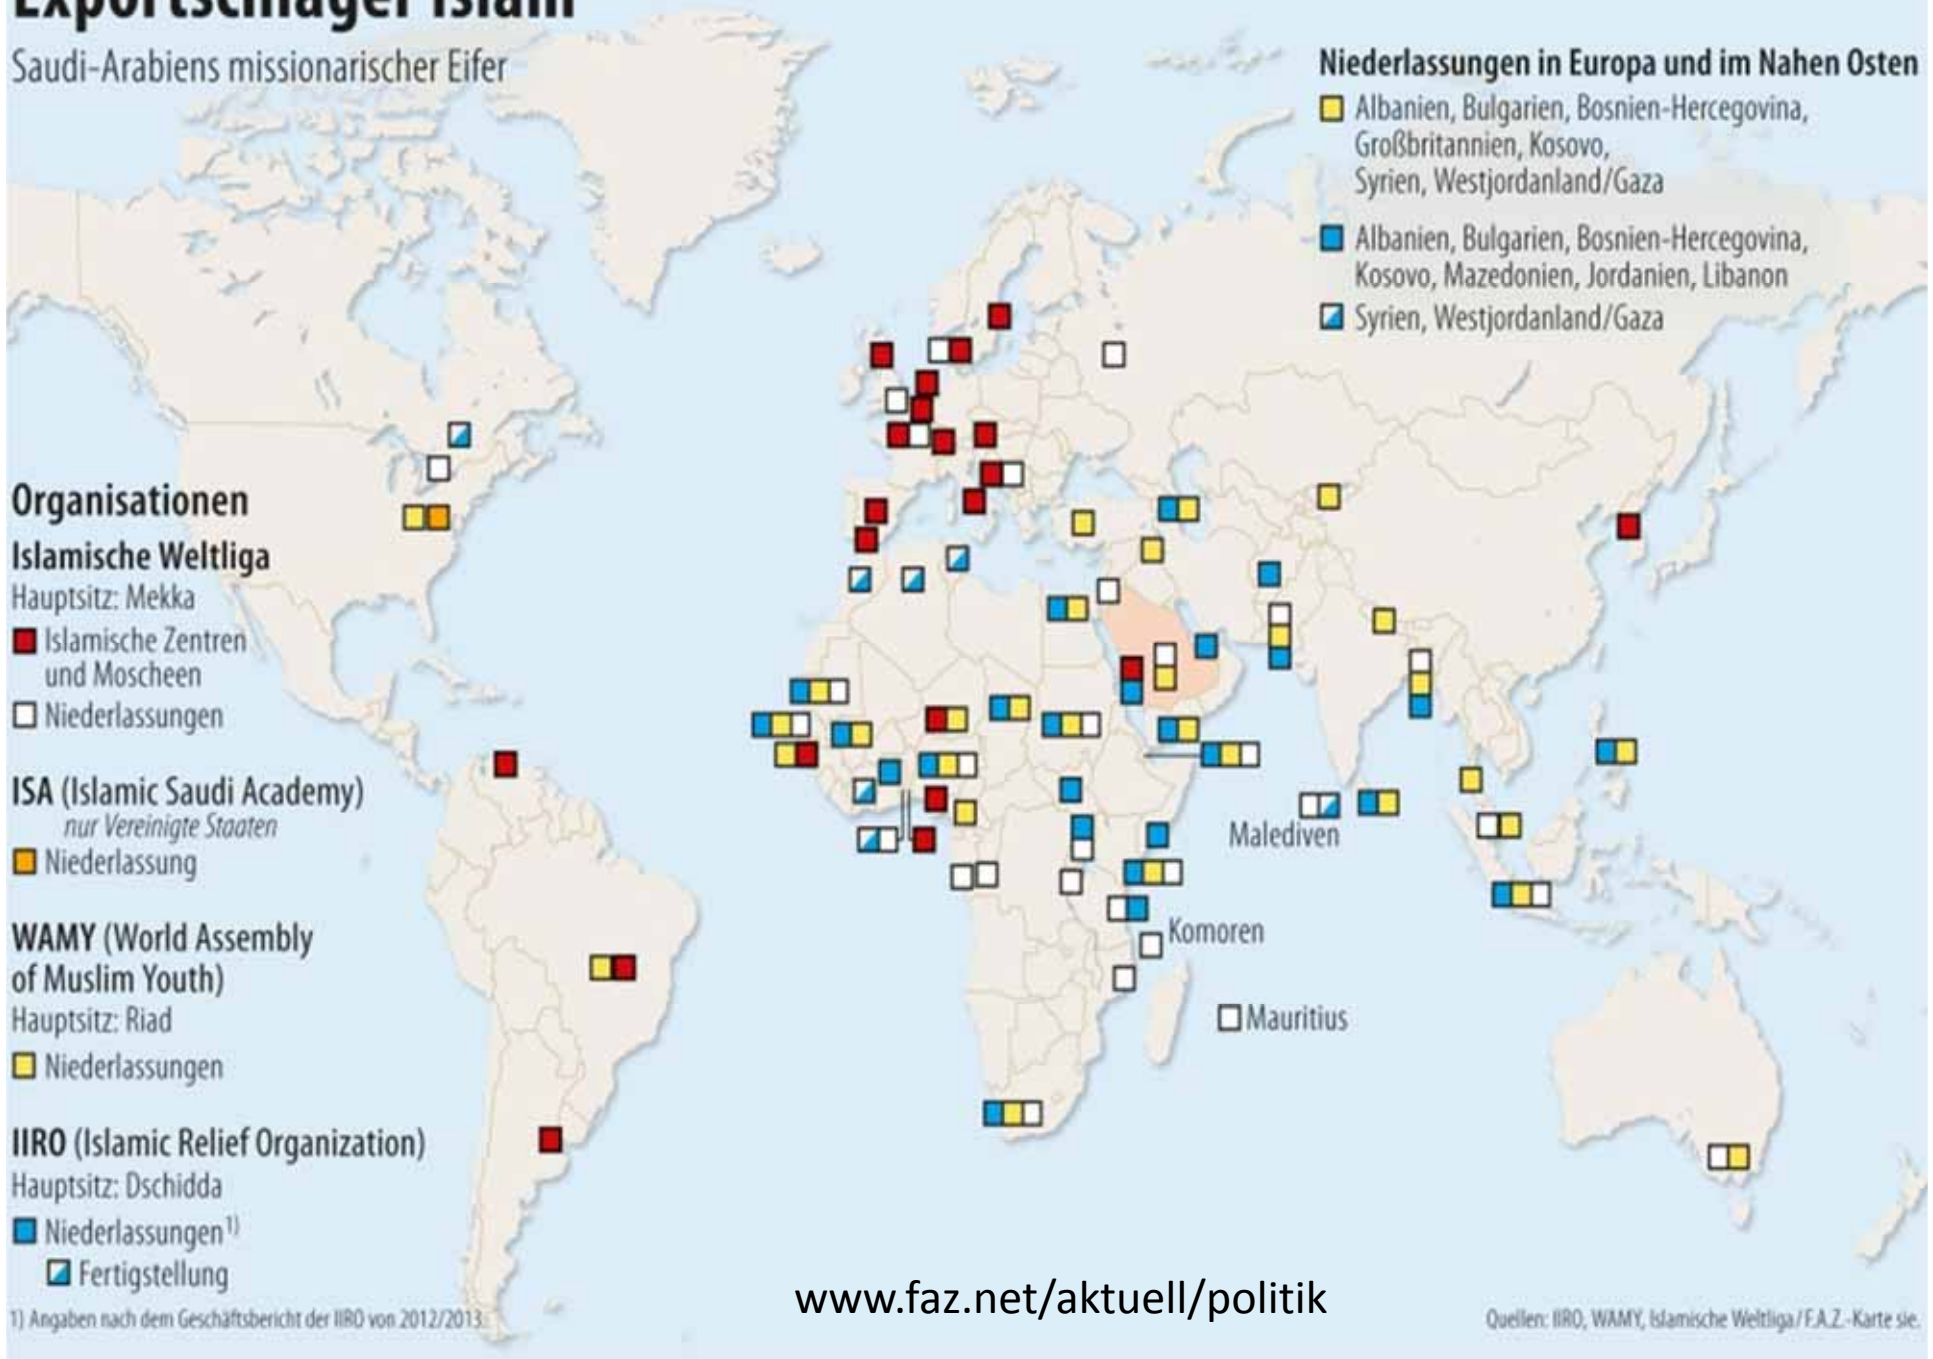 Exportschlager Islam
Saudi-Arabiens missionarischer Eifer
Organisationen
Islamische Weltliga
Hauptsitz: Mekka
Islamische Zentren
und Moscheen
Niederlassungen
ISA (Islamic Saudi Academy)
nur Vereinigte Staaten
Niederlassung
WAMY (World Assembly
of Muslim Youth)
Hauptsitz: Riad
Niederlassungen
IIRO (Islamic Relief Organization)
Hauptsitz: Dschidda
Niederlassungen¹⁾
Fertigstellung
1) Angaben nach dem Geschäftsbericht der IIRO von 2012/2013.
Niederlassungen in Europa und im Nahen Osten
Albanien, Bulgarien, Bosnien-Hercegovina,
Großbritannien, Kosovo,
Syrien, Westjordanland/Gaza
Albanien, Bulgarien, Bosnien-Hercegovina,
Kosovo, Mazedonien, Jordanien, Libanon
Syrien, Westjordanland/Gaza
Malediven
Komoren
Mauritius
www.faz.net/aktuell/politik
Quellen: IIRO, WAMY, Islamische Weltliga/F.A.Z.-Karte sie.